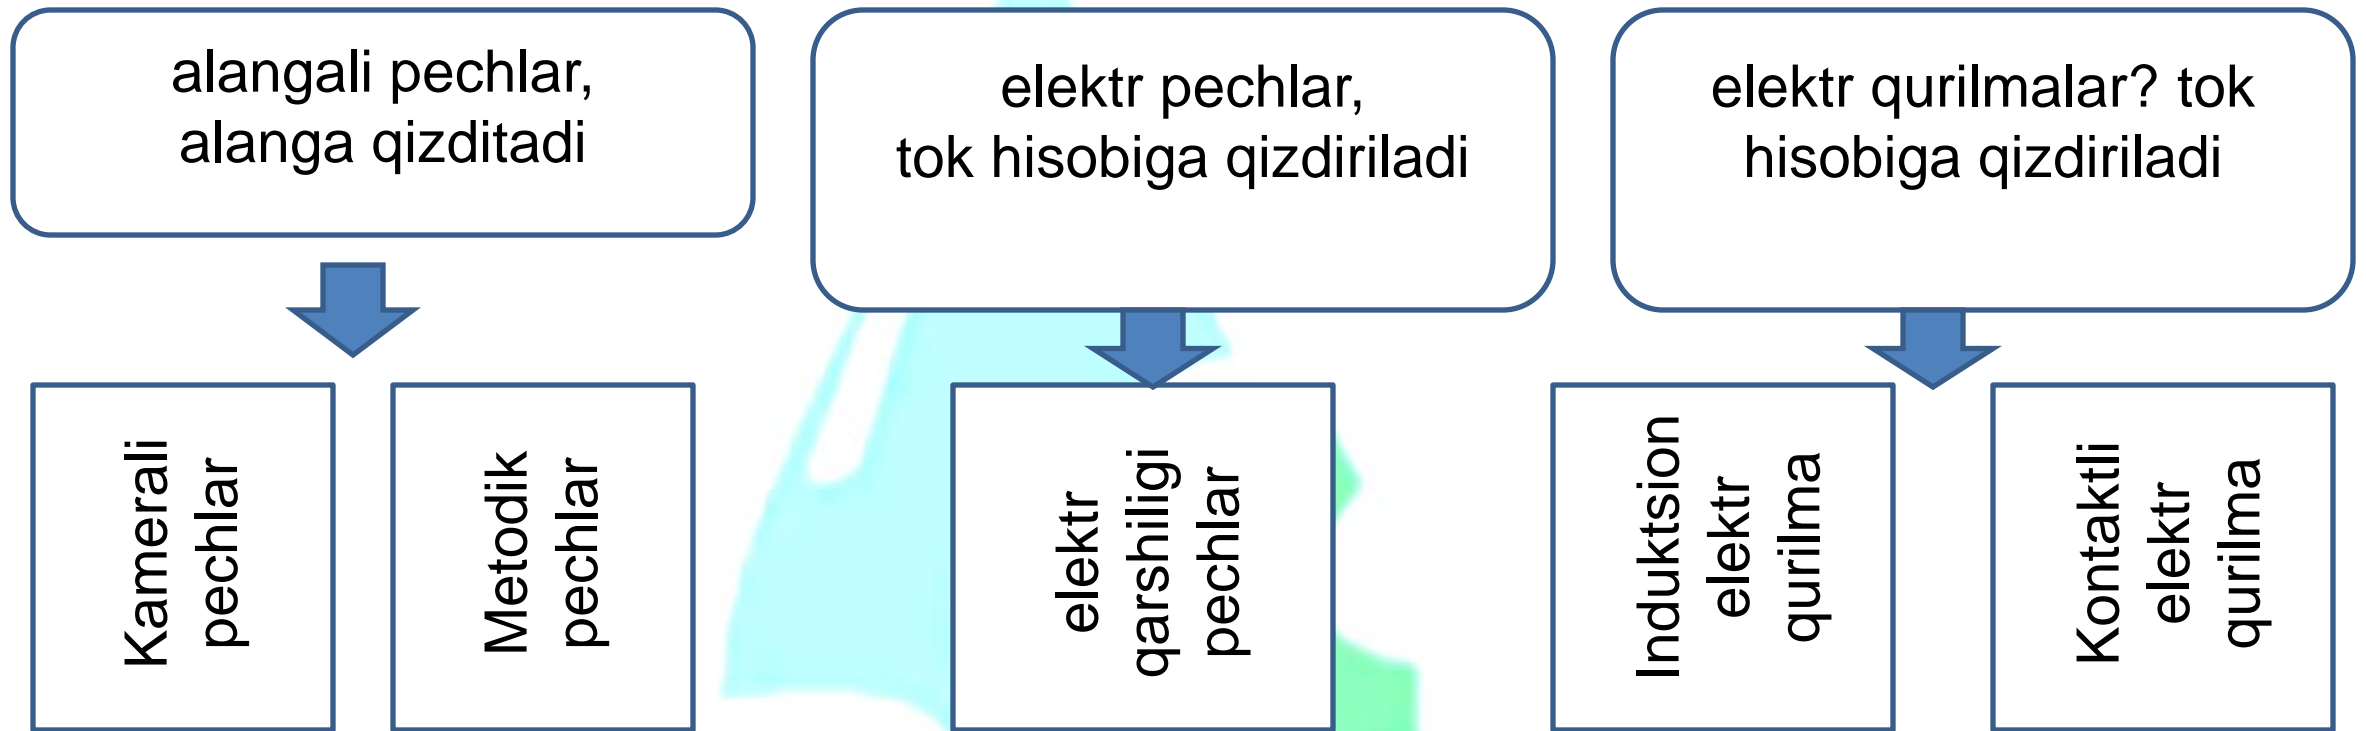 alangali pechlar,
alanga qizditadi
elektr pechlar,
tok hisobiga qizdiriladi
elektr qurilmalar? tok
hisobiga qizdiriladi
Kamerali
pechlar
Metodik
pechlar
elektr
qarshiligi
pechlar
Induktsion
elektr
qurilma
Kontaktli
elektr
qurilma